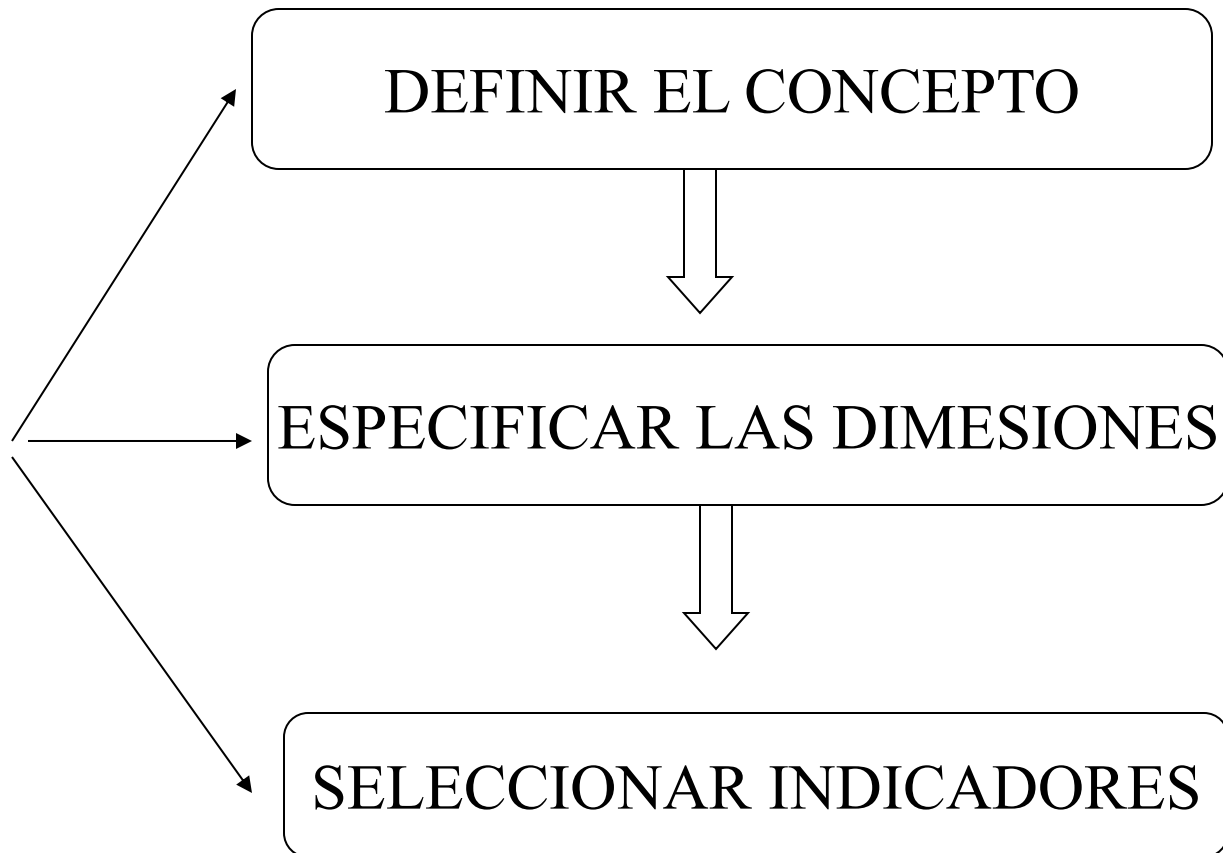 DEFINIR EL CONCEPTO
ESPECIFICAR LAS DIMESIONES
SELECCIONAR INDICADORES